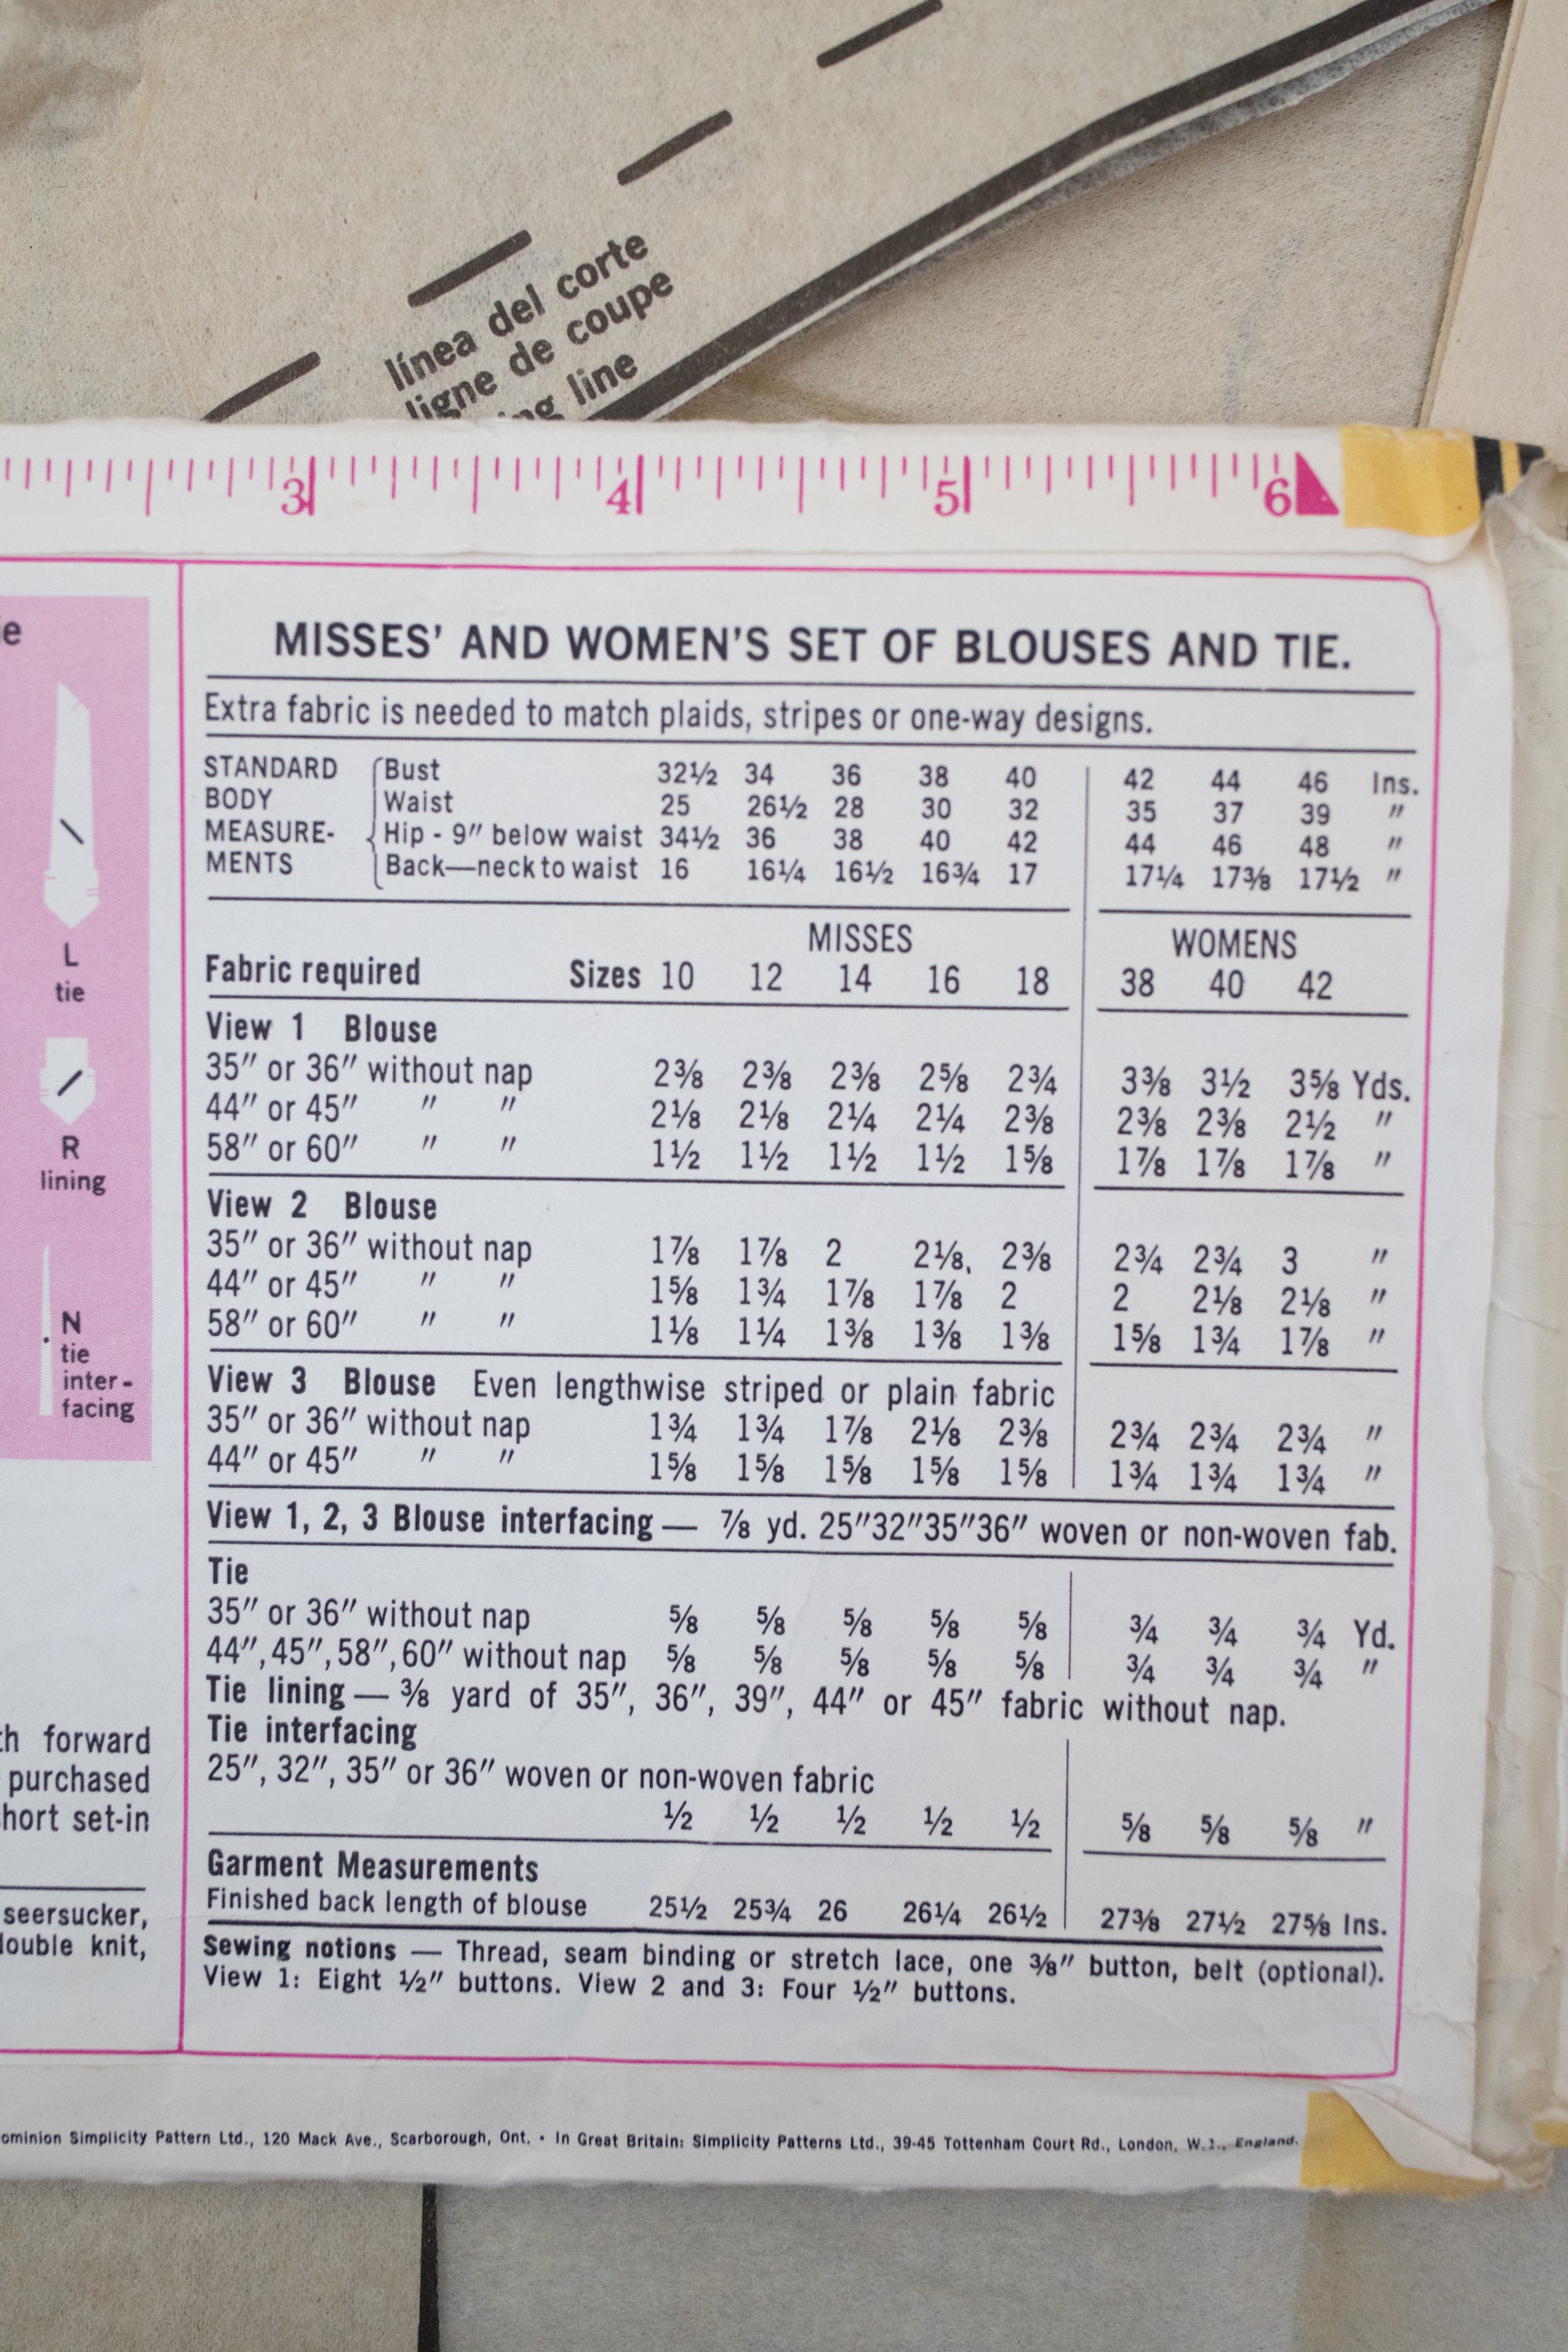 línea del corte
ligne de coupe
line
3 4 5 6
L
tie
R
lining
N
tie
inter-
facing
forward
purchased
set-in
seersucker,
knit,
MISSES' AND WOMEN'S SET OF BLOUSES AND TIE.
Extra fabric is needed to match plaids, stripes or one-way designs.
STANDARD Bust 32½ 34 36 38 40 42 44 46 Ins.
BODY Waist 25 26½ 28 30 32 35 37 39 "
MEASURE- Hip - 9" below waist 34½ 36 38 40 42 44 46 48 "
MENTS Back—neck to waist 16 16¼ 16½ 16¾ 17 17¼ 17⅜ 17½ "
MISSES WOMENS
Fabric required Sizes 10 12 14 16 18 38 40 42
View 1 Blouse
35" or 36" without nap 2⅜ 2⅜ 2⅜ 2⅝ 2¾ 3⅜ 3½ 3⅝ Yds.
44" or 45" " " 2⅛ 2⅛ 2¼ 2¼ 2⅜ 2⅜ 2⅜ 2½ "
58" or 60" " " 1½ 1½ 1½ 1½ 1⅝ 1⅞ 1⅞ 1⅞ "
View 2 Blouse
35" or 36" without nap 1⅞ 1⅞ 2 2⅛, 2⅜ 2¾ 2¾ 3 "
44" or 45" " " 1⅝ 1¾ 1⅞ 1⅞ 2 2 2⅛ 2⅛ "
58" or 60" " " 1⅛ 1¼ 1⅜ 1⅜ 1⅜ 1⅝ 1¾ 1⅞ "
View 3 Blouse Even lengthwise striped or plain fabric
35" or 36" without nap 1¾ 1¾ 1⅞ 2⅛ 2⅜ 2¾ 2¾ 2¾ "
44" or 45" " " 1⅝ 1⅝ 1⅝ 1⅝ 1⅝ 1¾ 1¾ 1¾ "
View 1, 2, 3 Blouse interfacing — ⅞ yd. 25"32"35"36" woven or non-woven fab.
Tie
35" or 36" without nap ⅝ ⅝ ⅝ ⅝ ⅝ ¾ ¾ ¾ Yd.
44", 45", 58", 60" without nap ⅝ ⅝ ⅝ ⅝ ⅝ ¾ ¾ ¾ "
Tie lining — ⅜ yard of 35", 36", 39", 44" or 45" fabric without nap.
Tie interfacing
25", 32", 35" or 36" woven or non-woven fabric
½ ½ ½ ½ ½ ⅝ ⅝ ⅝ "
Garment Measurements
Finished back length of blouse 25½ 25¾ 26 26¼ 26½ 27⅜ 27½ 27⅝ Ins.
Sewing notions — Thread, seam binding or stretch lace, one ⅜" button, belt (optional).
View 1: Eight ½" buttons. View 2 and 3: Four ½" buttons.
Simplicity Pattern Ltd., 120 Mack Ave., Scarborough, Ont. • In Great Britain: Simplicity Patterns Ltd., 39-45 Tottenham Court Rd., London, W.1., England.